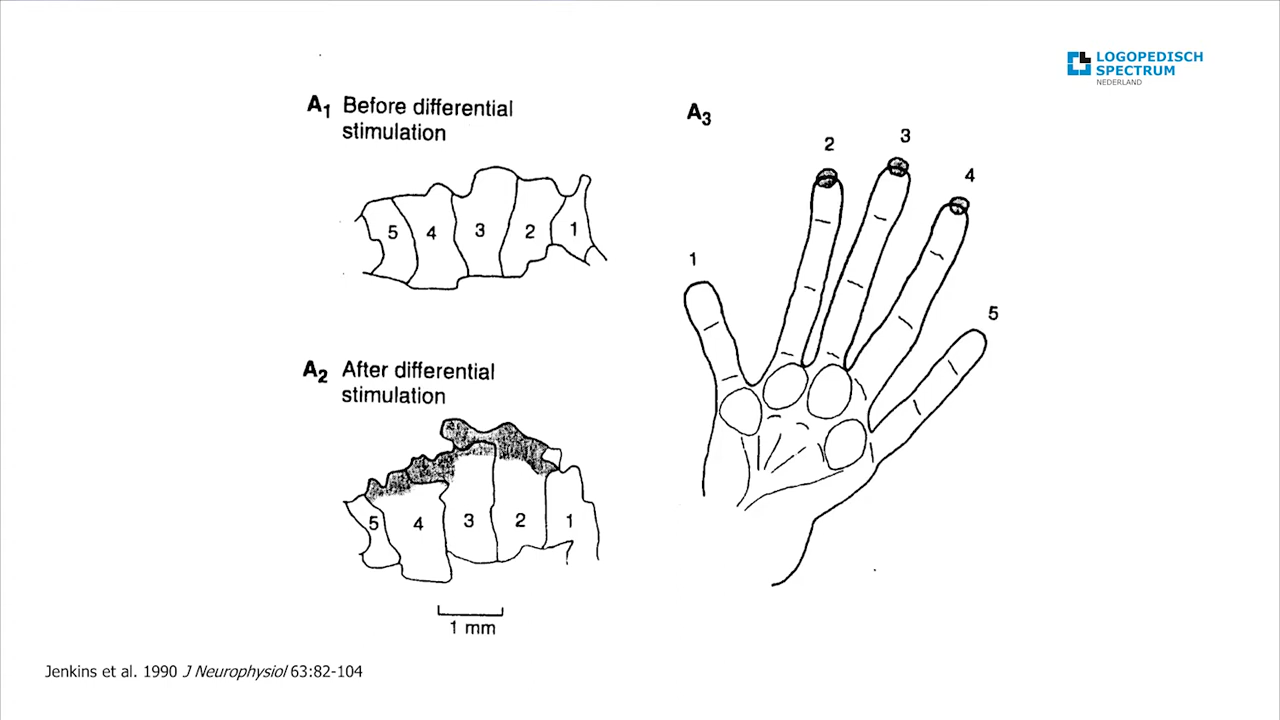 LOGOPEDISCH
SPECTRUM
NEDERLAND
A1 Before differential
stimulation
5 4 3 2 1
A2 After differential
stimulation
5 4 3 2 1
1 mm
A3
1
2
3
4
5
Jenkins et al. 1990 J Neurophysiol 63:82-104